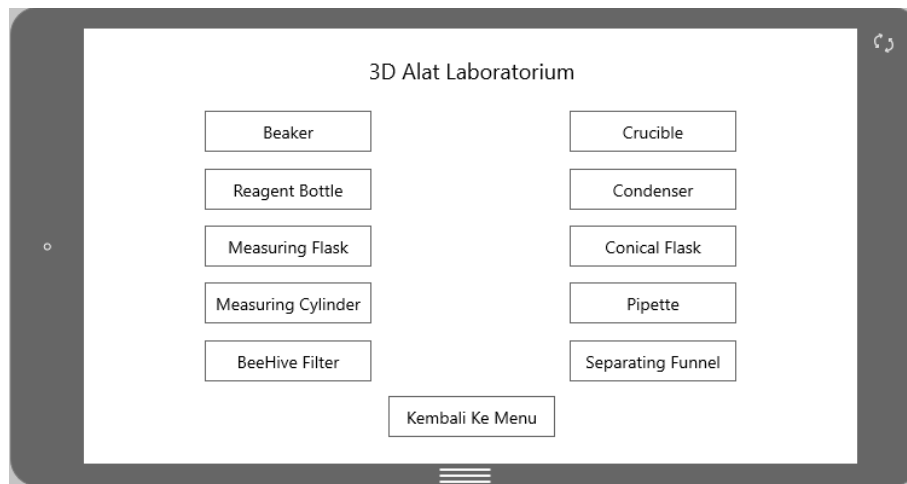 3D Alat Laboratorium
Beaker
Crucible
Reagent Bottle
Condenser
Measuring Flask
Conical Flask
Measuring Cylinder
Pipette
BeeHive Filter
Separating Funnel
Kembali Ke Menu